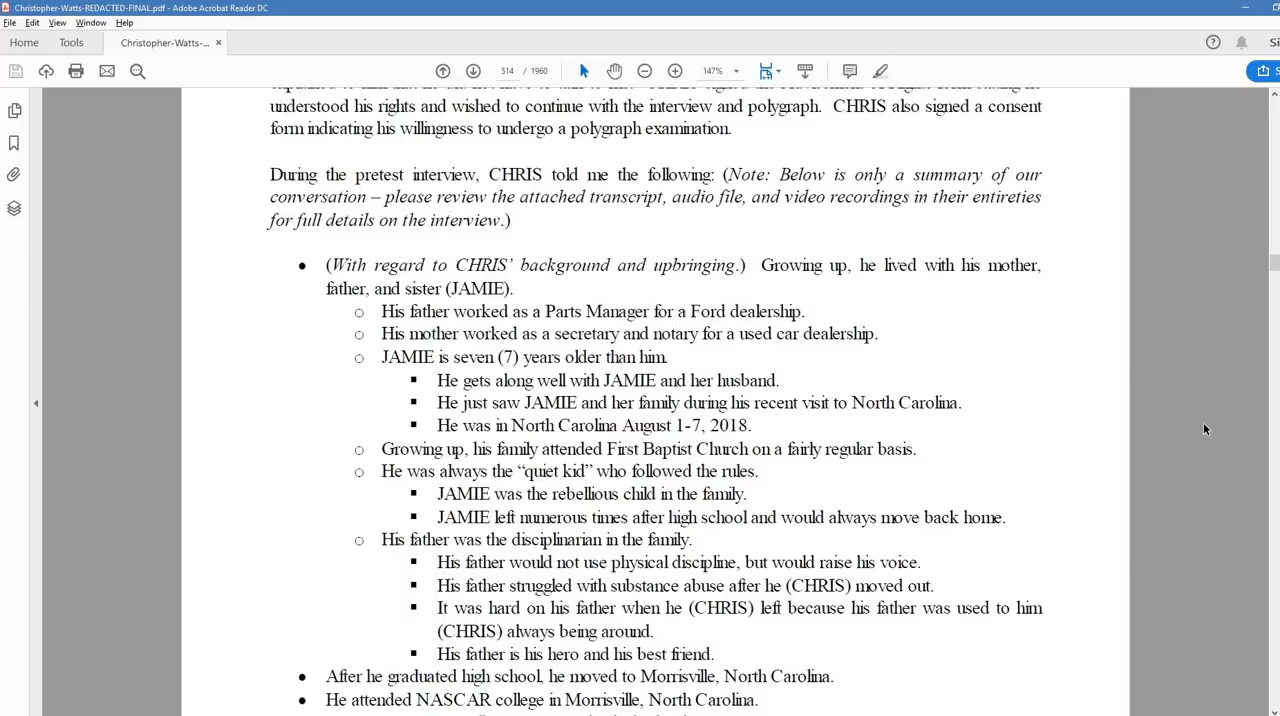 Christopher-Watts-REDACTED-FINAL.pdf - Adobe Acrobat Reader DC
File Edit View Window Help
Home Tools Christopher-Watts-... × ? Si
514 / 1960 147% S
understood his rights and wished to continue with the interview and polygraph. CHRIS also signed a consent
form indicating his willingness to undergo a polygraph examination.
During the pretest interview, CHRIS told me the following: (Note: Below is only a summary of our
conversation – please review the attached transcript, audio file, and video recordings in their entireties
for full details on the interview.)
• (With regard to CHRIS’ background and upbringing.) Growing up, he lived with his mother,
father, and sister (JAMIE).
○ His father worked as a Parts Manager for a Ford dealership.
○ His mother worked as a secretary and notary for a used car dealership.
○ JAMIE is seven (7) years older than him.
▪ He gets along well with JAMIE and her husband.
▪ He just saw JAMIE and her family during his recent visit to North Carolina.
▪ He was in North Carolina August 1-7, 2018.
○ Growing up, his family attended First Baptist Church on a fairly regular basis.
○ He was always the “quiet kid” who followed the rules.
▪ JAMIE was the rebellious child in the family.
▪ JAMIE left numerous times after high school and would always move back home.
○ His father was the disciplinarian in the family.
▪ His father would not use physical discipline, but would raise his voice.
▪ His father struggled with substance abuse after he (CHRIS) moved out.
▪ It was hard on his father when he (CHRIS) left because his father was used to him
(CHRIS) always being around.
▪ His father is his hero and his best friend.
• After he graduated high school, he moved to Morrisville, North Carolina.
• He attended NASCAR college in Morrisville, North Carolina.